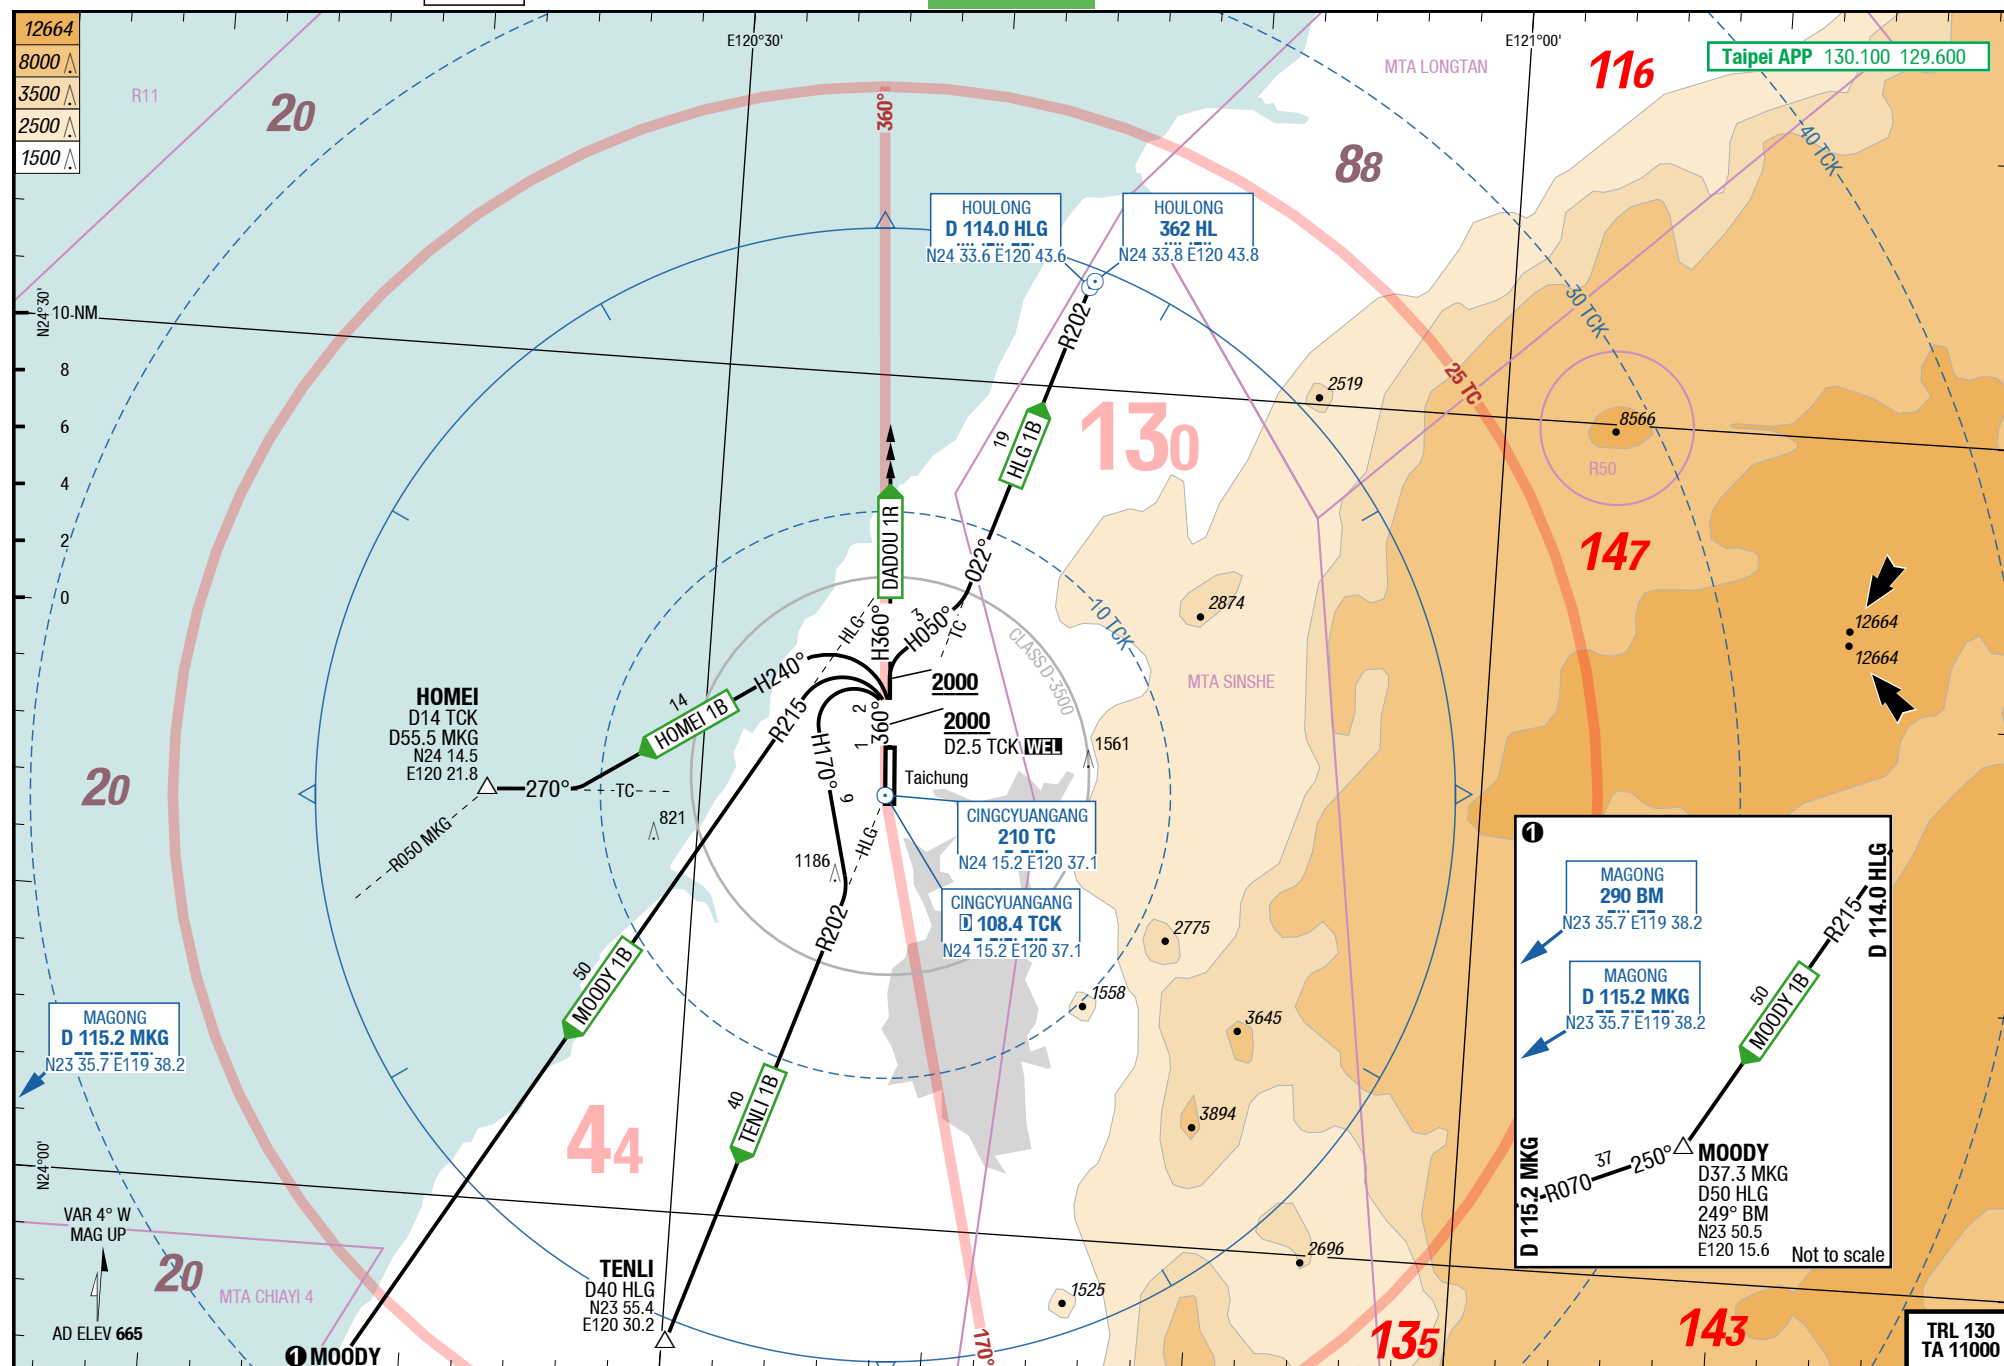 12664
8000
3500
2500
1500
E120°30'
E121°00'
Taipei APP 130.100 129.600
R11
20
MTA LONGTAN
116
88
360°
40 TCK
HOULONG
D 114.0 HLG
N24 33.6 E120 43.6
HOULONG
362 HL
N24 33.8 E120 43.8
N24°30'
10 NM
8
6
4
2
0
R202
30 TCK
25 TC
2519
8566
R50
19
HLG 1B
130
DADOU 1R
022°
147
10 TCK
2874
CLASS D-3500
12664
12664
HLG
H360°
3
H050°
TC
H240°
MTA SINSHE
2000
HOMEI
D14 TCK
D55.5 MKG
N24 14.5
E120 21.8
14
HOMEI 1B
R215
2
360°
1
2000
D2.5 TCK WEL
1561
H170°
Taichung
20
270°
TC
9
R050 MKG
821
1186
HLG
CINGCYUANGANG
210 TC
N24 15.2 E120 37.1
CINGCYUANGANG
D 108.4 TCK
N24 15.2 E120 37.1
R202
2775
1
MAGONG
290 BM
N23 35.7 E119 38.2
R215
D 114.0 HLG
MAGONG
D 115.2 MKG
N23 35.7 E119 38.2
50
MOODY 1B
D 115.2 MKG
R070
37
250°
MOODY
D37.3 MKG
D50 HLG
249° BM
N23 50.5
E120 15.6
Not to scale
50
MOODY 1B
1558
3645
MAGONG
D 115.2 MKG
N23 35.7 E119 38.2
40
TENLI 1B
3894
44
N24°00'
VAR 4° W
MAG UP
20
MTA CHIAYI 4
AD ELEV 665
TENLI
D40 HLG
N23 55.4
E120 30.2
2696
1525
170°
135
143
1 MOODY
TRL 130
TA 11000